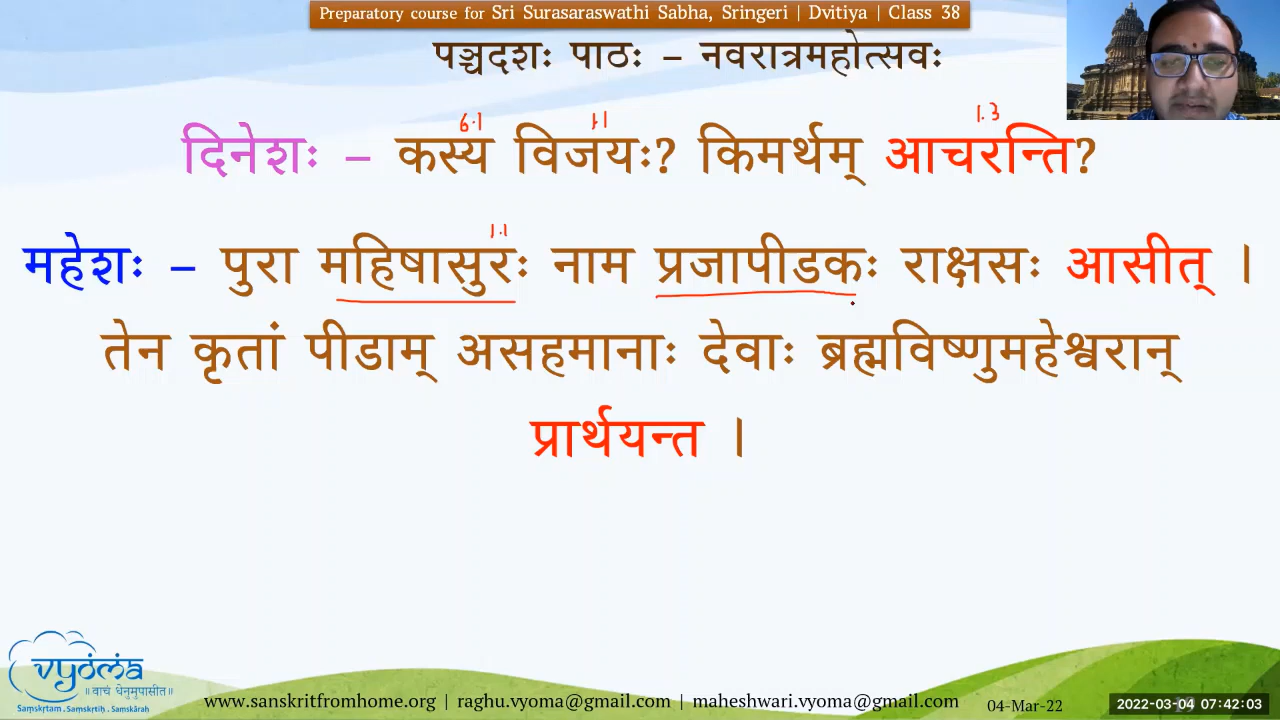 Preparatory course for Sri Surasaraswathi Sabha, Sringeri | Dvitiya | Class 38
पञ्चदशः पाठः – नवरात्रमहोत्सवः
6.1 1.1 1.3
दिनेशः – कस्य विजयः? किमर्थम् आचरन्ति?
1.1
महेशः – पुरा महिषासुरः नाम प्रजापीडकः राक्षसः आसीत् ।
तेन कृतां पीडाम् असहमानाः देवाः ब्रह्मविष्णुमहेश्वरान्
प्रार्थयन्त ।
vyoma
॥ वाचं धेनुमुपासीत॥
Saṃskṛtam . Saṃskṛtiḥ . Saṃskārah
www.sanskritfromhome.org | raghu.vyoma@gmail.com | maheshwari.vyoma@gmail.com
04-Mar-22
2022-03-04 07:42:03